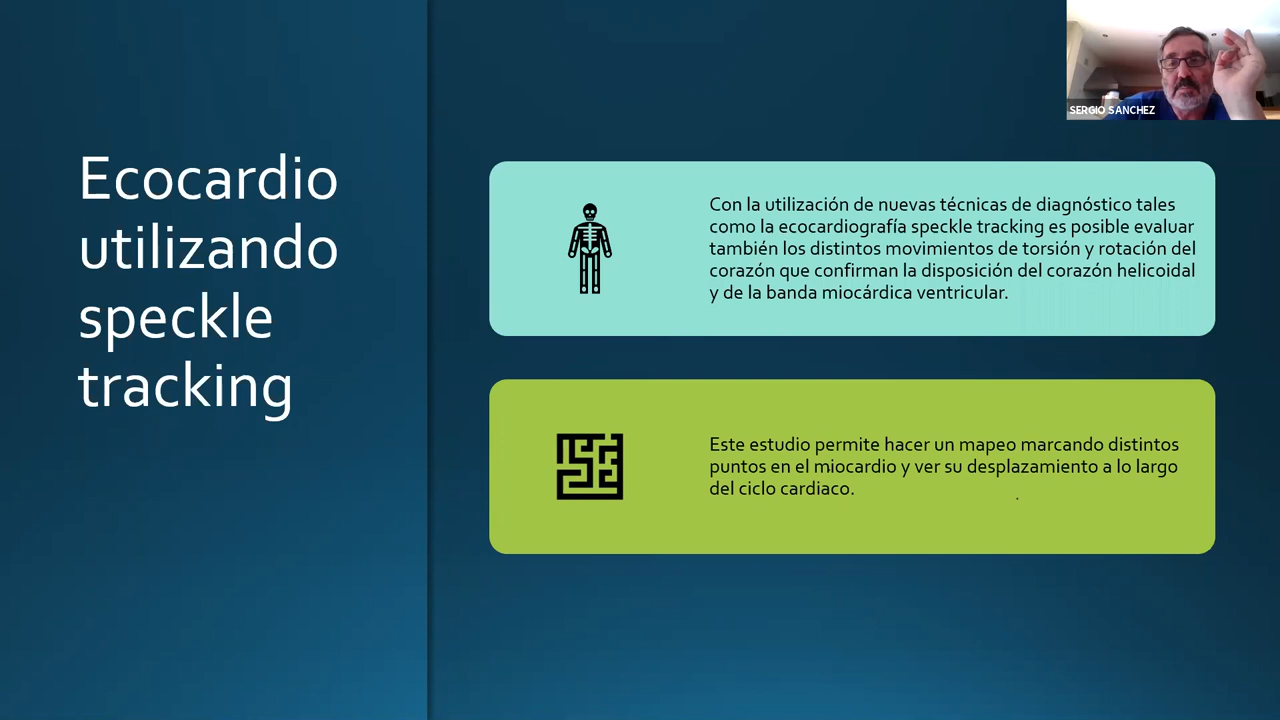 SERGIO SANCHEZ
Ecocardio
utilizando
speckle
tracking
Con la utilización de nuevas técnicas de diagnóstico tales
como la ecocardiografía speckle tracking es posible evaluar
también los distintos movimientos de torsión y rotación del
corazón que confirman la disposición del corazón helicoidal
y de la banda miocárdica ventricular.
Este estudio permite hacer un mapeo marcando distintos
puntos en el miocardio y ver su desplazamiento a lo largo
del ciclo cardiaco.